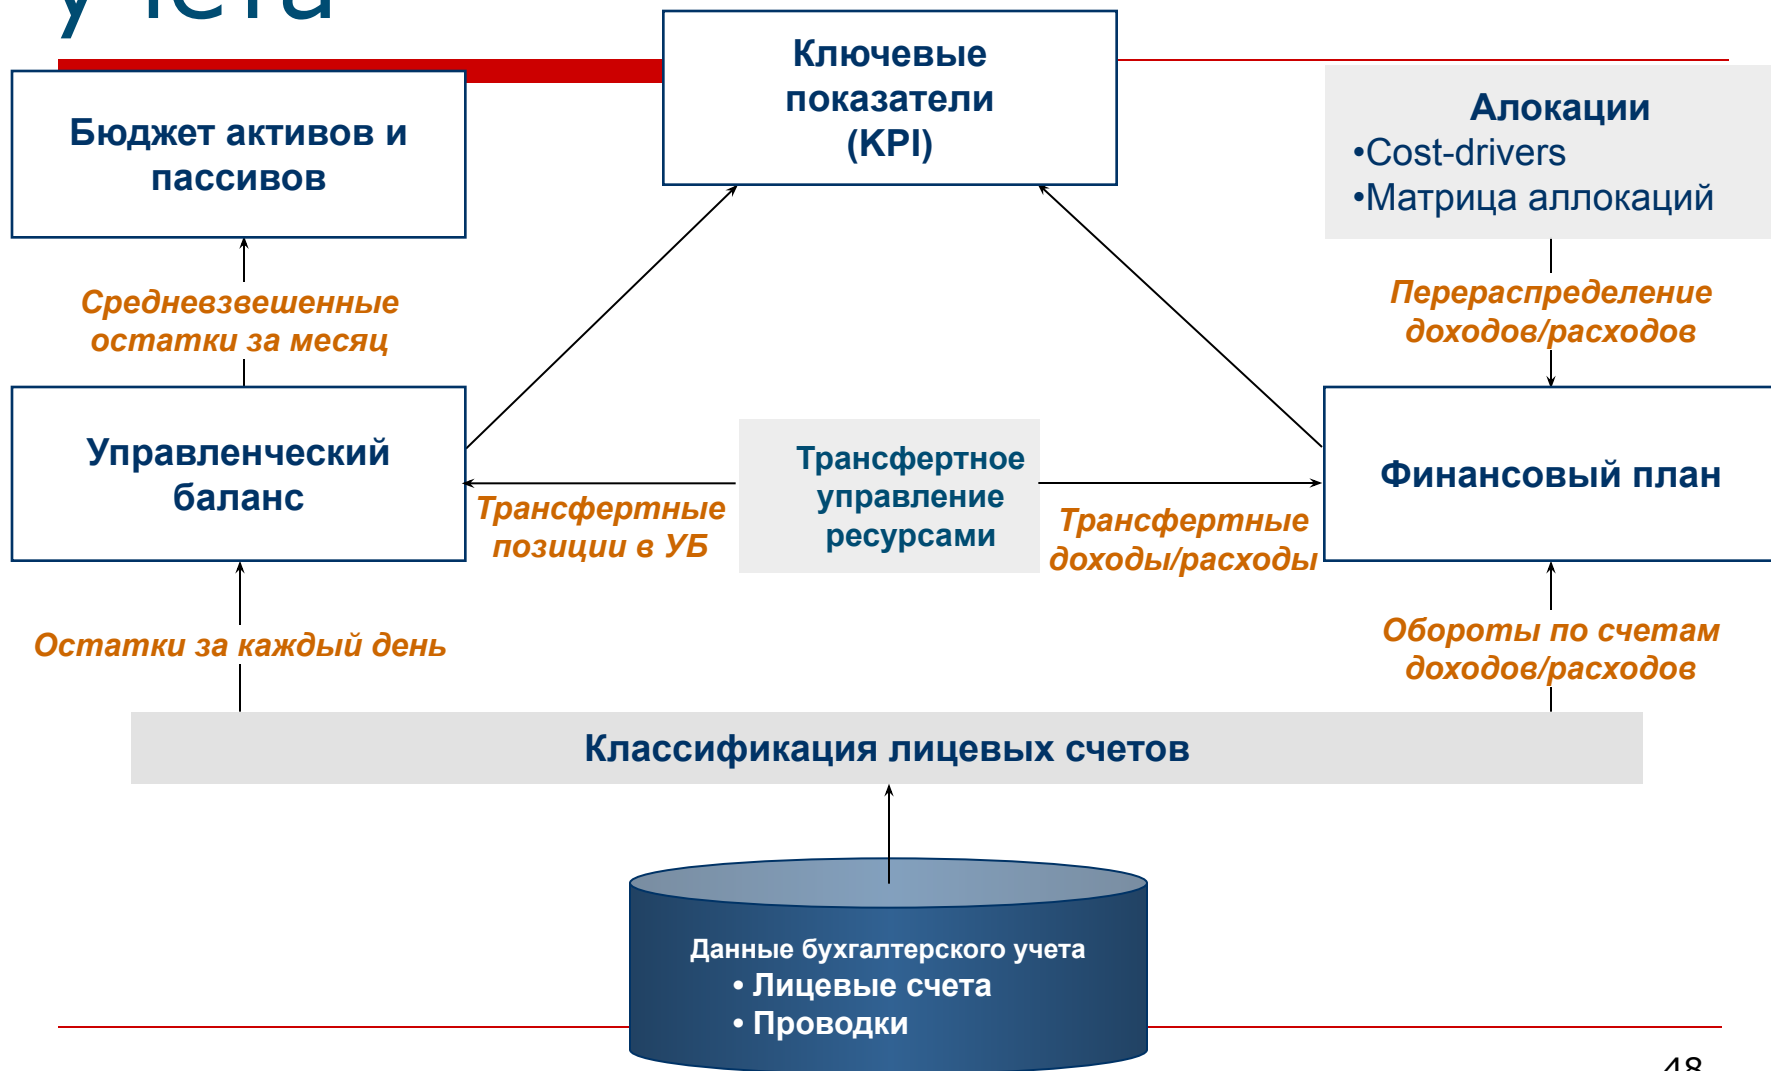 учета
Ключевые
показатели
(KPI)
Бюджет активов и
пассивов
Алокации
•Cost-drivers
•Матрица аллокаций
Средневзвешенные
остатки за месяц
Перераспределение
доходов/расходов
Управленческий
баланс
Трансфертное
управление
ресурсами
Финансовый план
Трансфертные
позиции в УБ
Трансфертные
доходы/расходы
Остатки за каждый день
Обороты по счетам
доходов/расходов
Классификация лицевых счетов
Данные бухгалтерского учета
• Лицевые счета
• Проводки
48